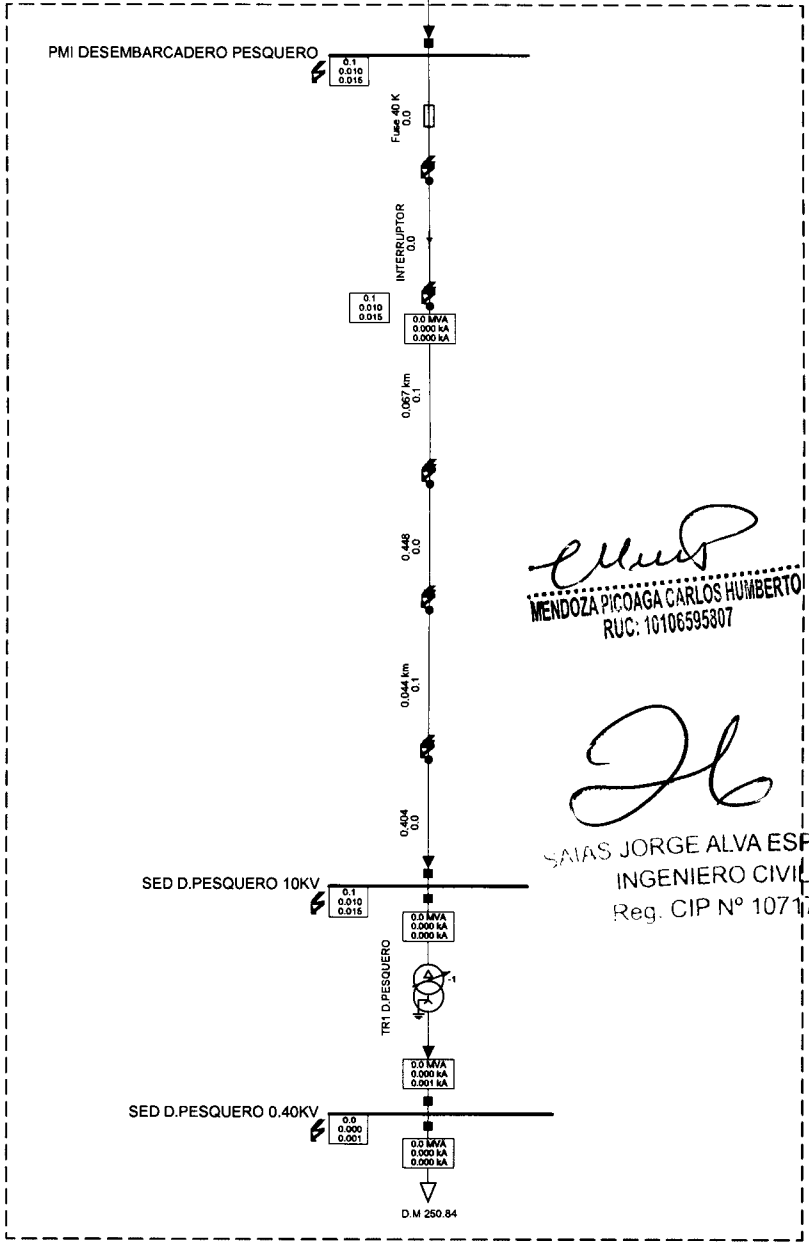 PMI DESEMBARCADERO PESQUERO
0.1
0.010
0.015
Fuse 40 K
0.0
INTERRUPTOR
0.0
0.1
0.010
0.015
0.0 MVA
0.000 kA
0.000 kA
0.067 km
0.1
0.448
0.0
MENDOZA PICOAGA CARLOS HUMBERTO
RUC: 10106595807
0.044 km
0.1
0.404
0.0
SAIAS JORGE ALVA ESP
INGENIERO CIVIL
Reg. CIP Nº 10717
SED D.PESQUERO 10KV
0.1
0.010
0.015
0.0 MVA
0.000 kA
0.000 kA
TR1 D.PESQUERO
-1
0.0 MVA
0.000 kA
0.001 kA
SED D.PESQUERO 0.40KV
0.0
0.000
0.001
0.0 MVA
0.000 kA
0.000 kA
D.M 250.84